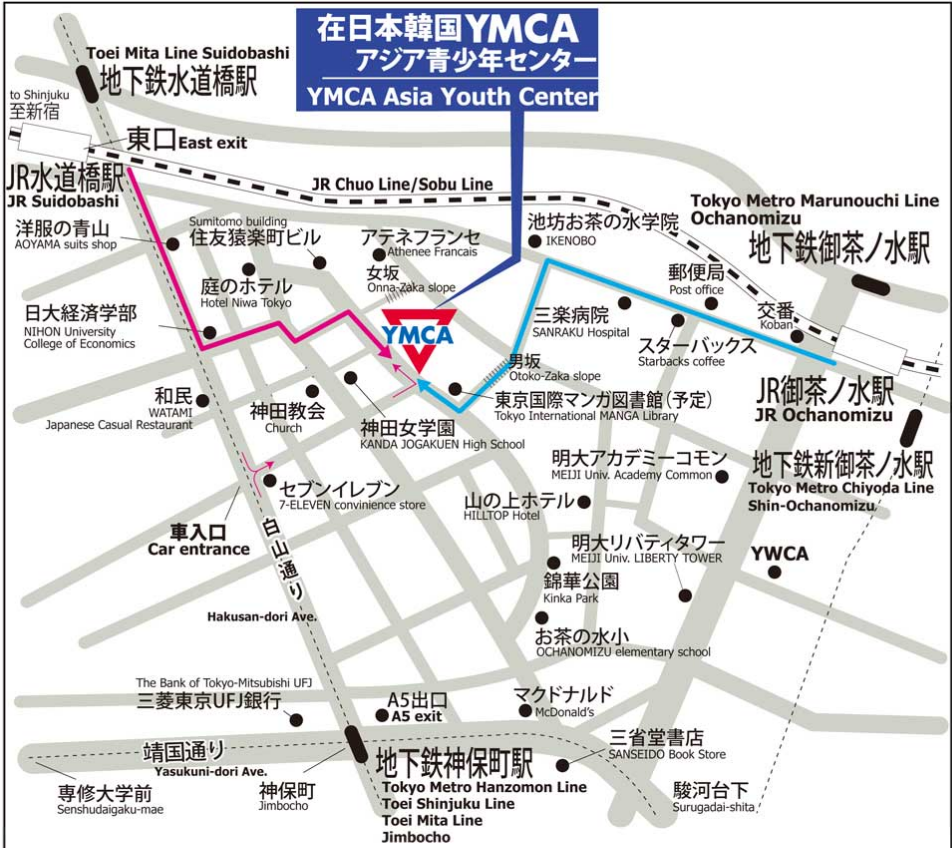 在日本韓国YMCA
アジア青少年センター
YMCA Asia Youth Center
Toei Mita Line Suidobashi
地下鉄水道橋駅
to Shinjuku
至新宿
東口East exit
JR水道橋駅
JR Suidobashi
JR Chuo Line/Sobu Line
Tokyo Metro Marunouchi Line
Ochanomizu
地下鉄御茶ノ水駅
洋服の青山
AOYAMA suits shop
Sumitomo building
住友猿楽町ビル
アテネフランセ
Athenee Francais
池坊お茶の水学院
IKENOBO
女坂
Onna-Zaka slope
庭のホテル
Hotel Niwa Tokyo
郵便局
Post office
交番
Koban
日大経済学部
NIHON University
College of Economics
YMCA
三楽病院
SANRAKU Hospital
スターバックス
Starbacks coffee
男坂
Otoko-Zaka slope
JR御茶ノ水駅
JR Ochanomizu
和民
WATAMI
Japanese Casual Restaurant
神田教会
Church
神田女学園
KANDA JOGAKUEN High School
東京国際マンガ図書館(予定)
Tokyo International MANGA Library
地下鉄新御茶ノ水駅
Tokyo Metro Chiyoda Line
Shin-Ochanomizu
明大アカデミーコモン
MEIJI Univ. Academy Common
セブンイレブン
7-ELEVEN convinience store
山の上ホテル
HILLTOP Hotel
車入口
Car entrance
白山通り
Hakusan-dori Ave.
明大リバティタワー
MEIJI Univ. LIBERTY TOWER
YWCA
錦華公園
Kinka Park
お茶の水小
OCHANOMIZU elementary school
The Bank of Tokyo-Mitsubishi UFJ
三菱東京UFJ銀行
A5出口
A5 exit
マクドナルド
McDonald's
靖国通り
Yasukuni-dori Ave.
三省堂書店
SANSEIDO Book Store
専修大学前
Senshudaigaku-mae
神保町
Jimbocho
地下鉄神保町駅
Tokyo Metro Hanzomon Line
Toei Shinjuku Line
Toei Mita Line
Jimbocho
駿河台下
Surugadai-shita